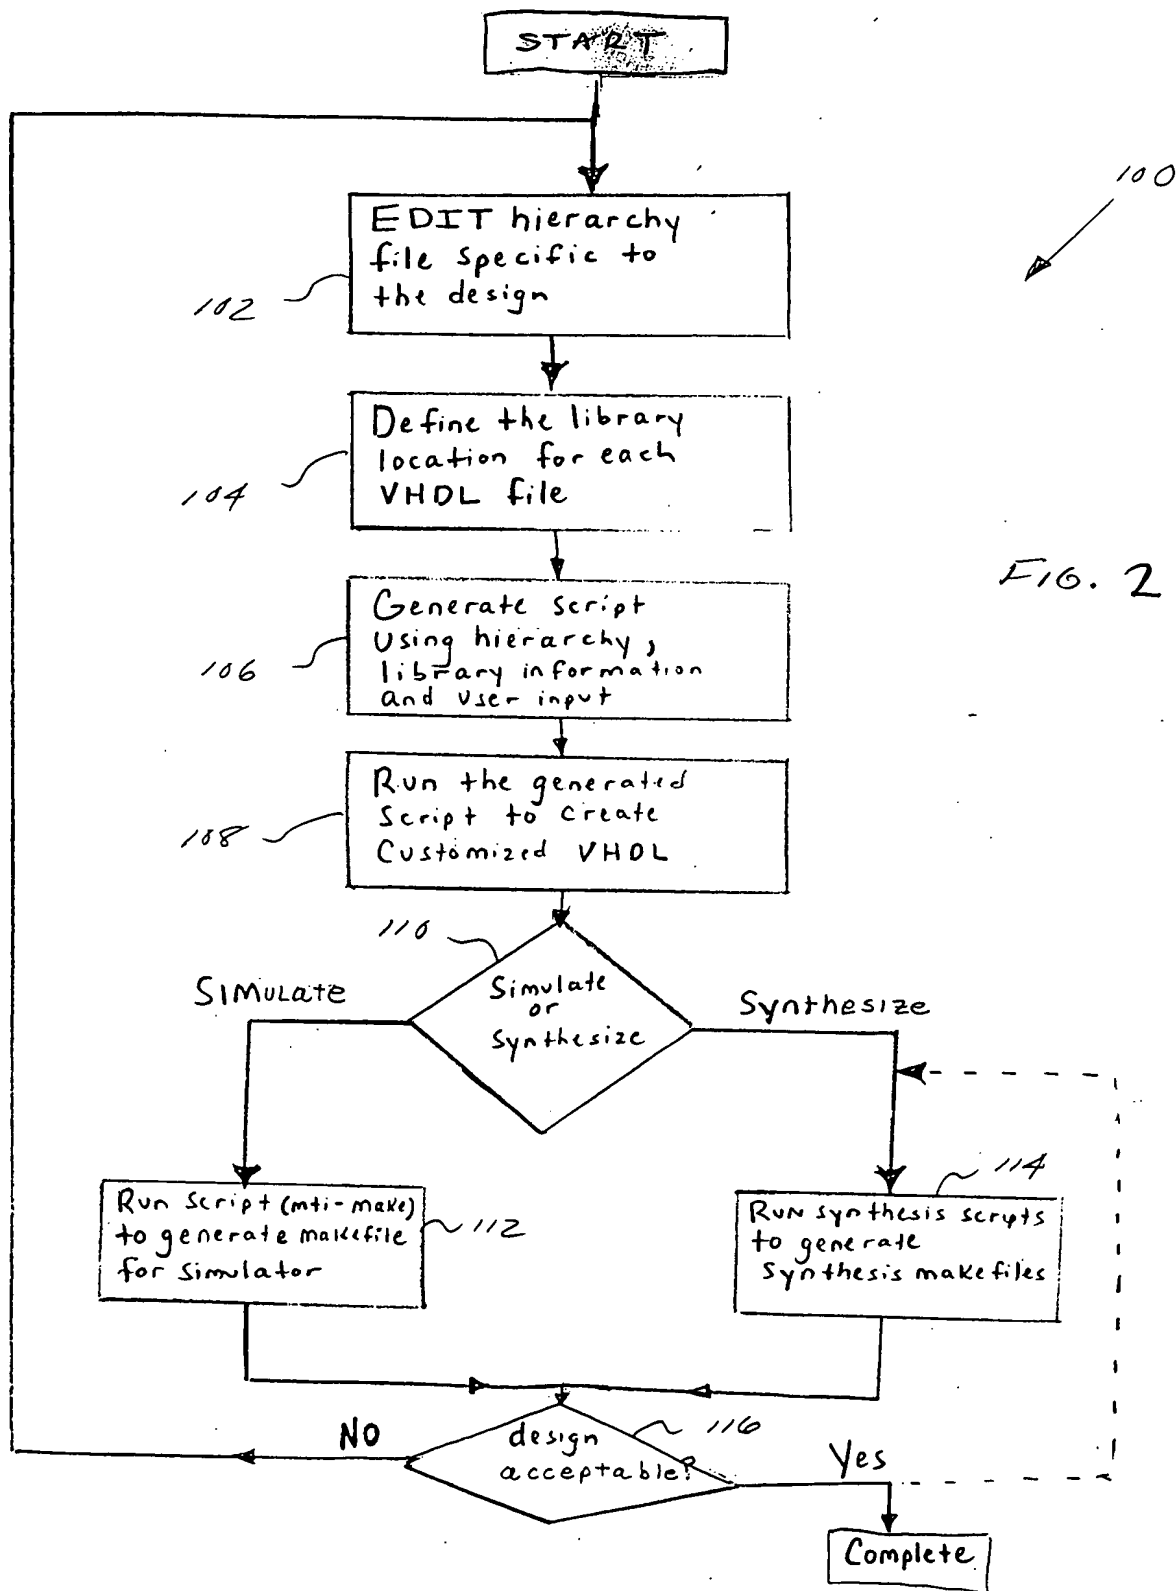 START
100
EDIT hierarchy
file specific to
the design
102
Define the library
location for each
VHDL file
104
FIG. 2
Generate script
using hierarchy,
library information
and user input
106
Run the generated
script to create
customized VHDL
108
110
SIMULATE
Simulate
or
synthesize
Synthesize
114
Run script (mti-make)
to generate makefile
for simulator
112
RUN synthesis scripts
to generate
synthesis makefiles
NO
design
acceptable?
116
Yes
Complete